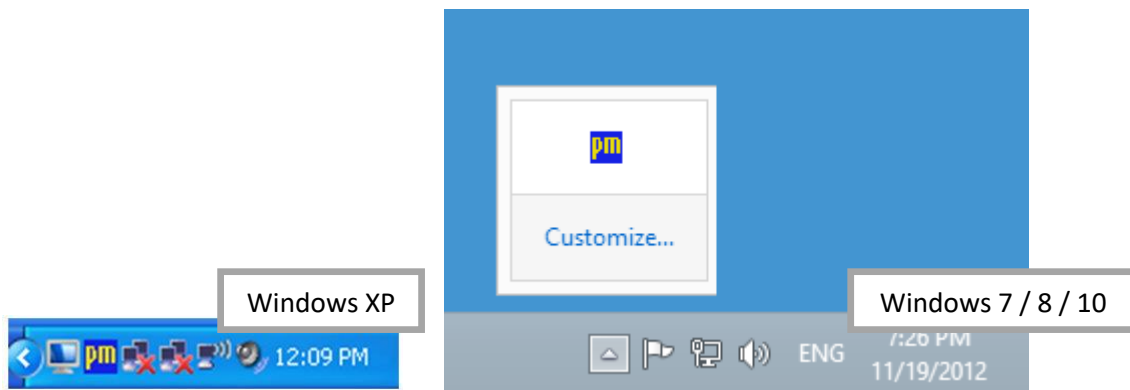 pm
Customize...
Windows XP
Windows 7 / 8 / 10
pm
12:09 PM
ENG
7:26 PM
11/19/2012